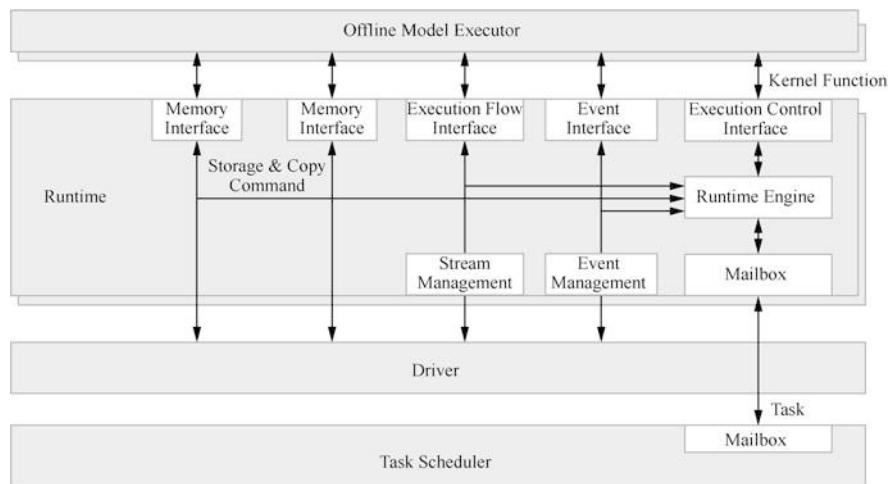 Offline Model Executor
Kernel Function
Memory
Interface
Memory
Interface
Execution Flow
Interface
Event
Interface
Execution Control
Interface
Storage & Copy
Command
Runtime
Runtime Engine
Stream
Management
Event
Management
Mailbox
Driver
Task
Mailbox
Task Scheduler